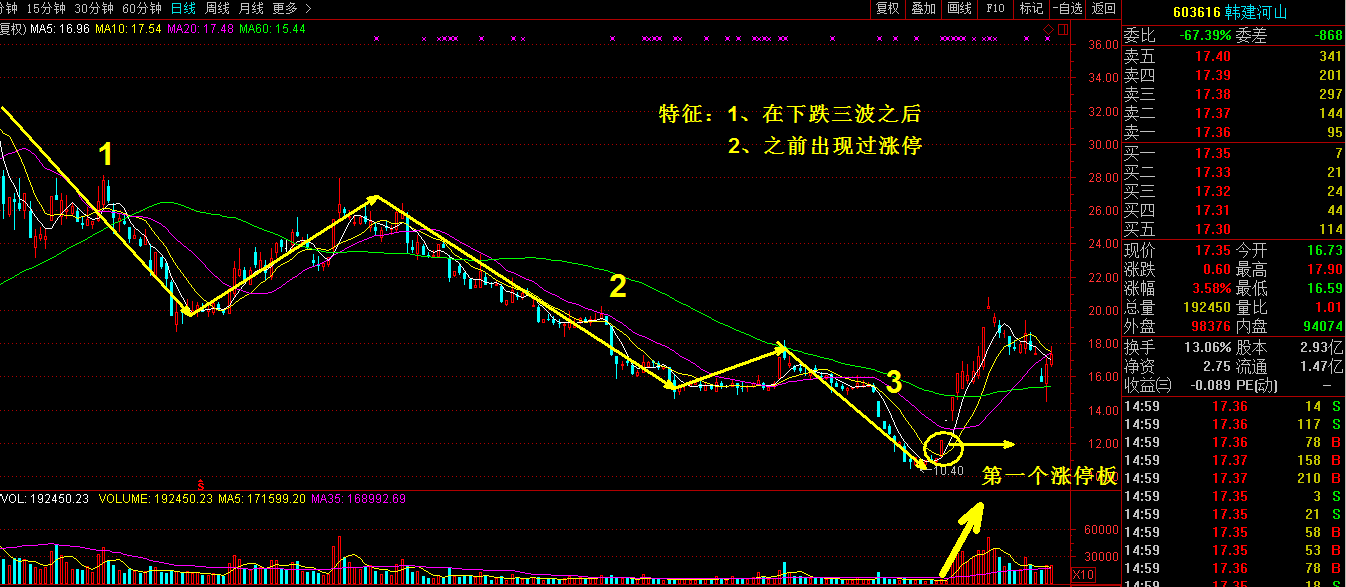 分钟 15分钟 30分钟 60分钟 日线 周线 月线 更多 >
复权 叠加 画线 F10 标记 -自选 返回
复权) MA5: 16.96 MA10: 17.54 MA20: 17.48 MA60: 15.44
36.00
34.00
32.00
30.00
28.00
26.00
24.00
22.00
20.00
18.00
16.00
14.00
12.00
特征：1、在下跌三波之后
2、之前出现过涨停
1
2
3
10.40
第一个涨停板
VOL: 192450.23 VOLUME: 192450.23 MA5: 171599.20 MA35: 168992.69
60000
30000
X10
603616 韩建河山
委比 -67.39% 委差 -868
卖五 17.40 341
卖四 17.39 201
卖三 17.38 297
卖二 17.37 144
卖一 17.36 95
买一 17.35 7
买二 17.33 21
买三 17.32 24
买四 17.31 44
买五 17.30 114
现价 17.35 今开 16.73
涨跌 0.60 最高 17.90
涨幅 3.58% 最低 16.59
总量 192450 量比 1.01
外盘 98376 内盘 94074
换手 13.06% 股本 2.93亿
净资 2.75 流通 1.47亿
收益㈢ -0.089 PE(动) —
14:59 17.36 14 S
14:59 17.36 117 S
14:59 17.36 78 B
14:59 17.37 158 B
14:59 17.37 210 B
14:59 17.35 3 S
14:59 17.35 21 S
14:59 17.35 58 B
14:59 17.35 53 B
14:59 17.36 78 B
14:59 17.35 18 S